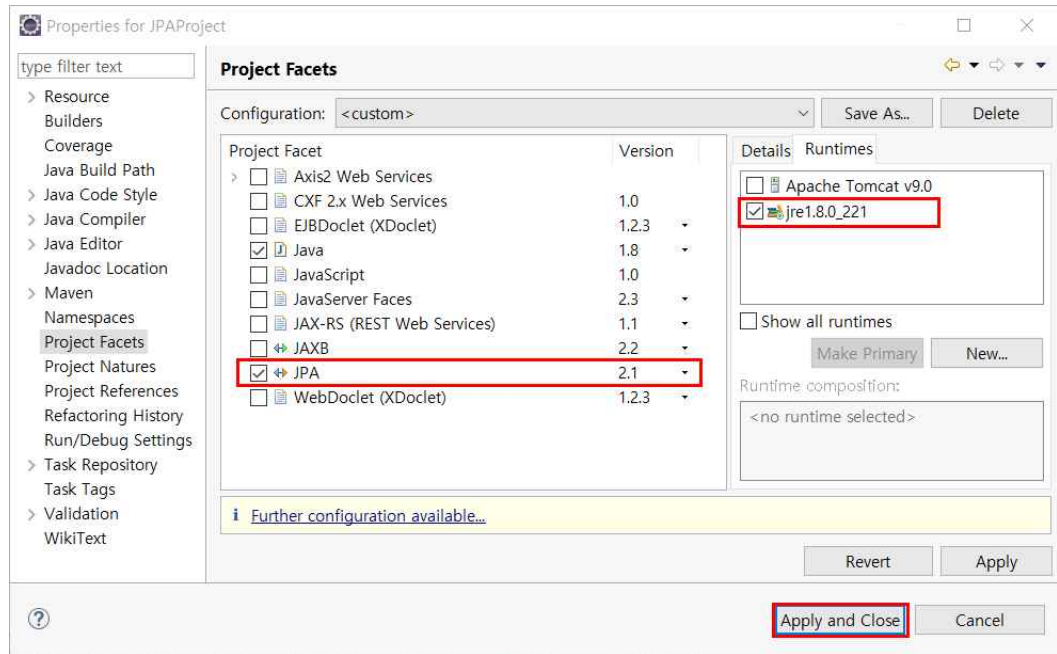 Properties for JPAProject
type filter text
Resource
Builders
Coverage
Java Build Path
Java Code Style
Java Compiler
Java Editor
Javadoc Location
Maven
Namespaces
Project Facets
Project Natures
Project References
Refactoring History
Run/Debug Settings
Task Repository
Task Tags
Validation
WikiText
Project Facets
Configuration: <custom> Save As... Delete
Project Facet Version
Axis2 Web Services
CXF 2.x Web Services 1.0
EJBDoclet (XDoclet) 1.2.3
Java 1.8
JavaScript 1.0
JavaServer Faces 2.3
JAX-RS (REST Web Services) 1.1
JAXB 2.2
JPA 2.1
WebDoclet (XDoclet) 1.2.3
Details Runtimes
Apache Tomcat v9.0
jre1.8.0_221
Show all runtimes
Make Primary New...
Runtime composition:
<no runtime selected>
i Further configuration available...
Revert Apply
? Apply and Close Cancel